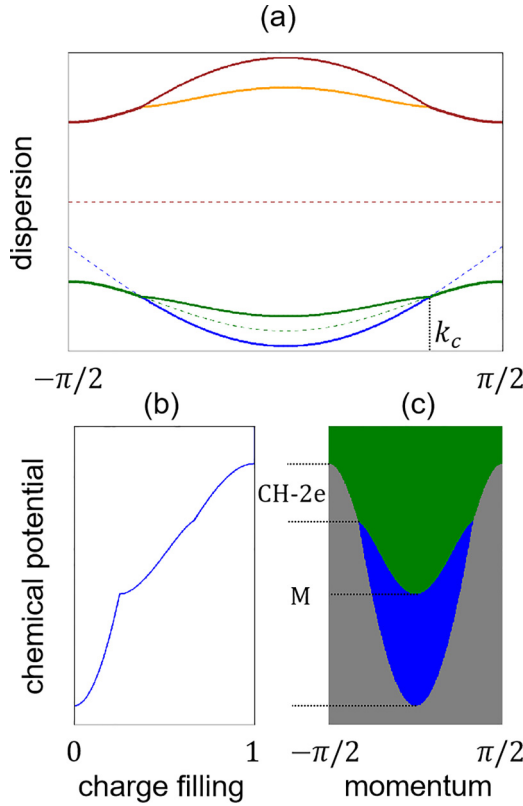 (a)
dispersion
k_c
−π/2
π/2
(b)
(c)
chemical potential
CH-2e
M
0
1
−π/2
π/2
charge filling
momentum